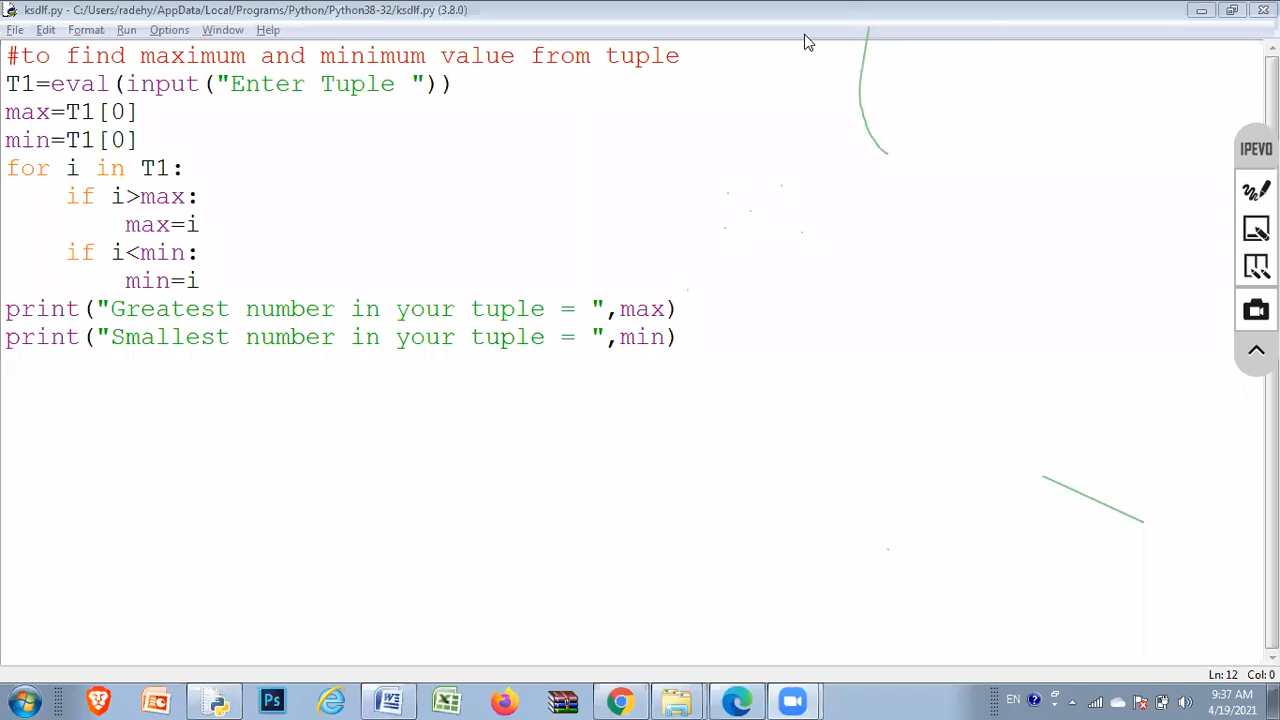 ksdlf.py - C:/Users/radehy/AppData/Local/Programs/Python/Python38-32/ksdlf.py (3.8.0)
File Edit Format Run Options Window Help
#to find maximum and minimum value from tuple
T1=eval(input("Enter Tuple "))
max=T1[0]
min=T1[0]
for i in T1:
    if i>max:
        max=i
    if i<min:
        min=i
print("Greatest number in your tuple = ",max)
print("Smallest number in your tuple = ",min)
IPEVO
Ln: 12 Col: 0
Ps
EN
9:37 AM
4/19/2021